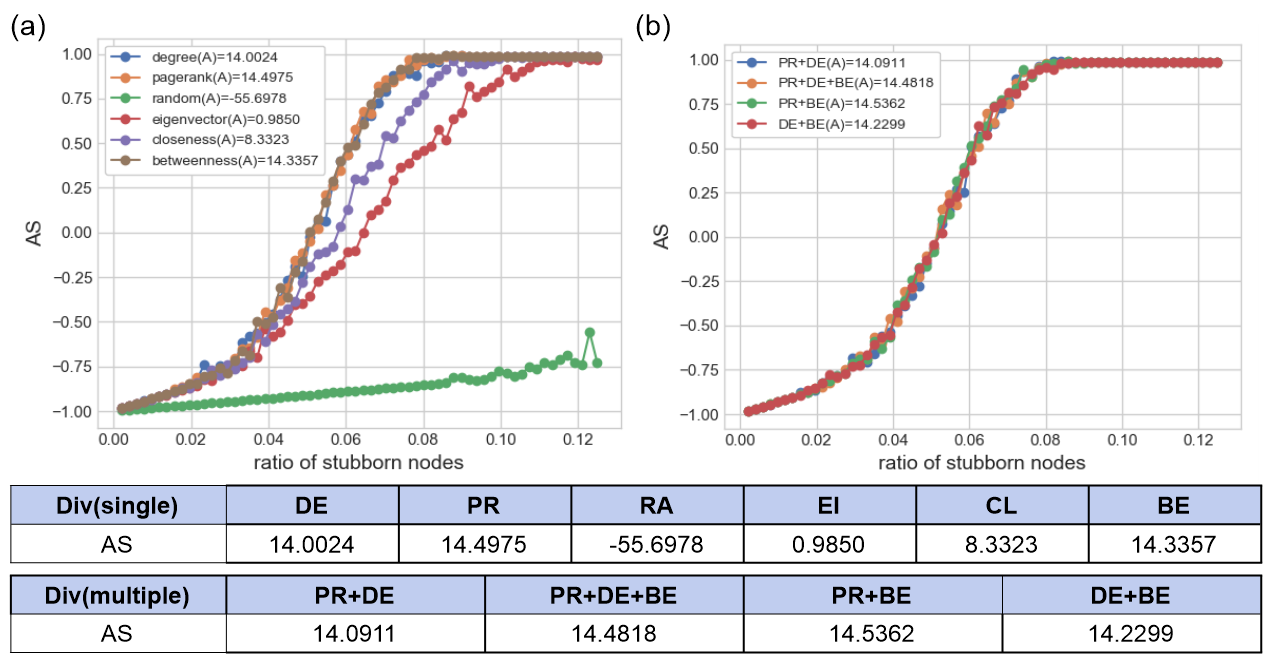 (a)
1.00
0.75
0.50
0.25
0.00
−0.25
−0.50
−0.75
−1.00
AS
degree(A)=14.0024
pagerank(A)=14.4975
random(A)=-55.6978
eigenvector(A)=0.9850
closeness(A)=8.3323
betweenness(A)=14.3357
0.00 0.02 0.04 0.06 0.08 0.10 0.12
ratio of stubborn nodes
(b)
1.00
0.75
0.50
0.25
0.00
−0.25
−0.50
−0.75
−1.00
AS
PR+DE(A)=14.0911
PR+DE+BE(A)=14.4818
PR+BE(A)=14.5362
DE+BE(A)=14.2299
0.00 0.02 0.04 0.06 0.08 0.10 0.12
ratio of stubborn nodes
Div(single) DE PR RA EI CL BE
AS 14.0024 14.4975 -55.6978 0.9850 8.3323 14.3357
Div(multiple) PR+DE PR+DE+BE PR+BE DE+BE
AS 14.0911 14.4818 14.5362 14.2299